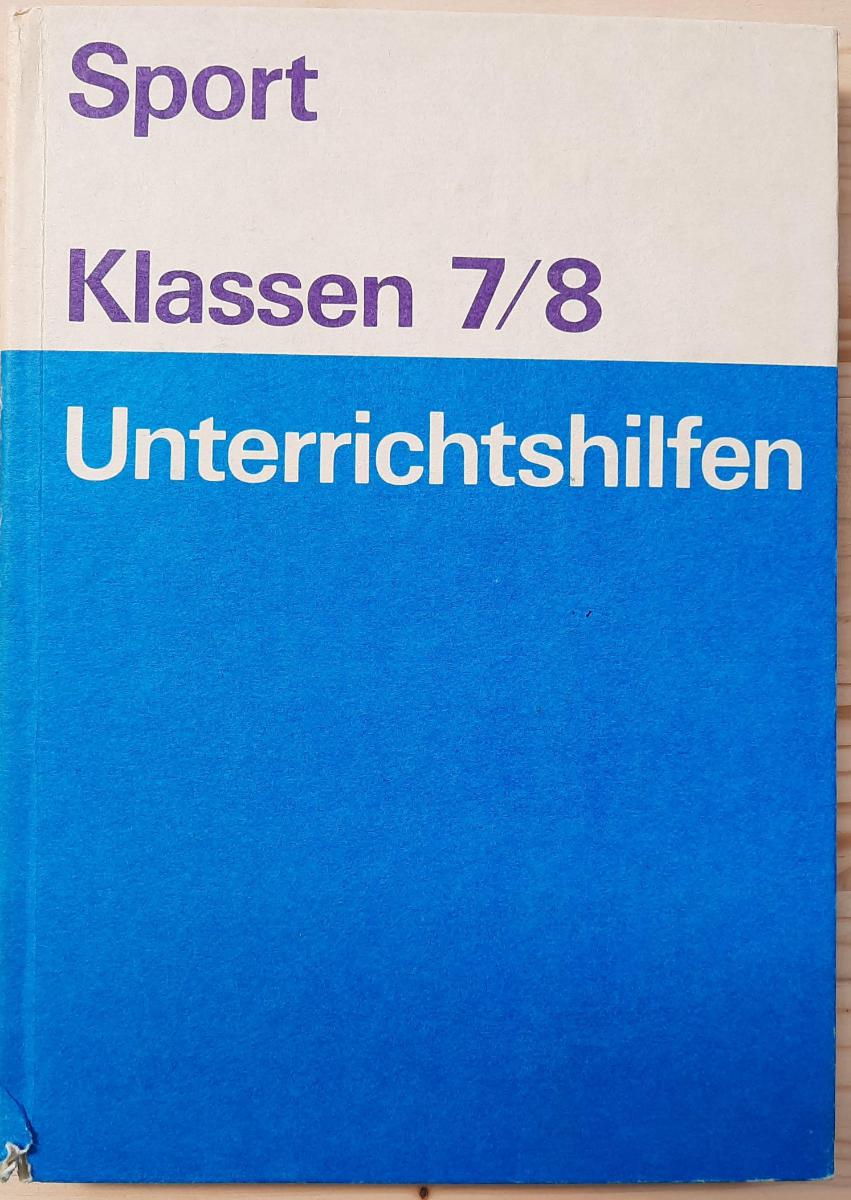 Sport
Klassen 7/8
Unterrichtshilfen